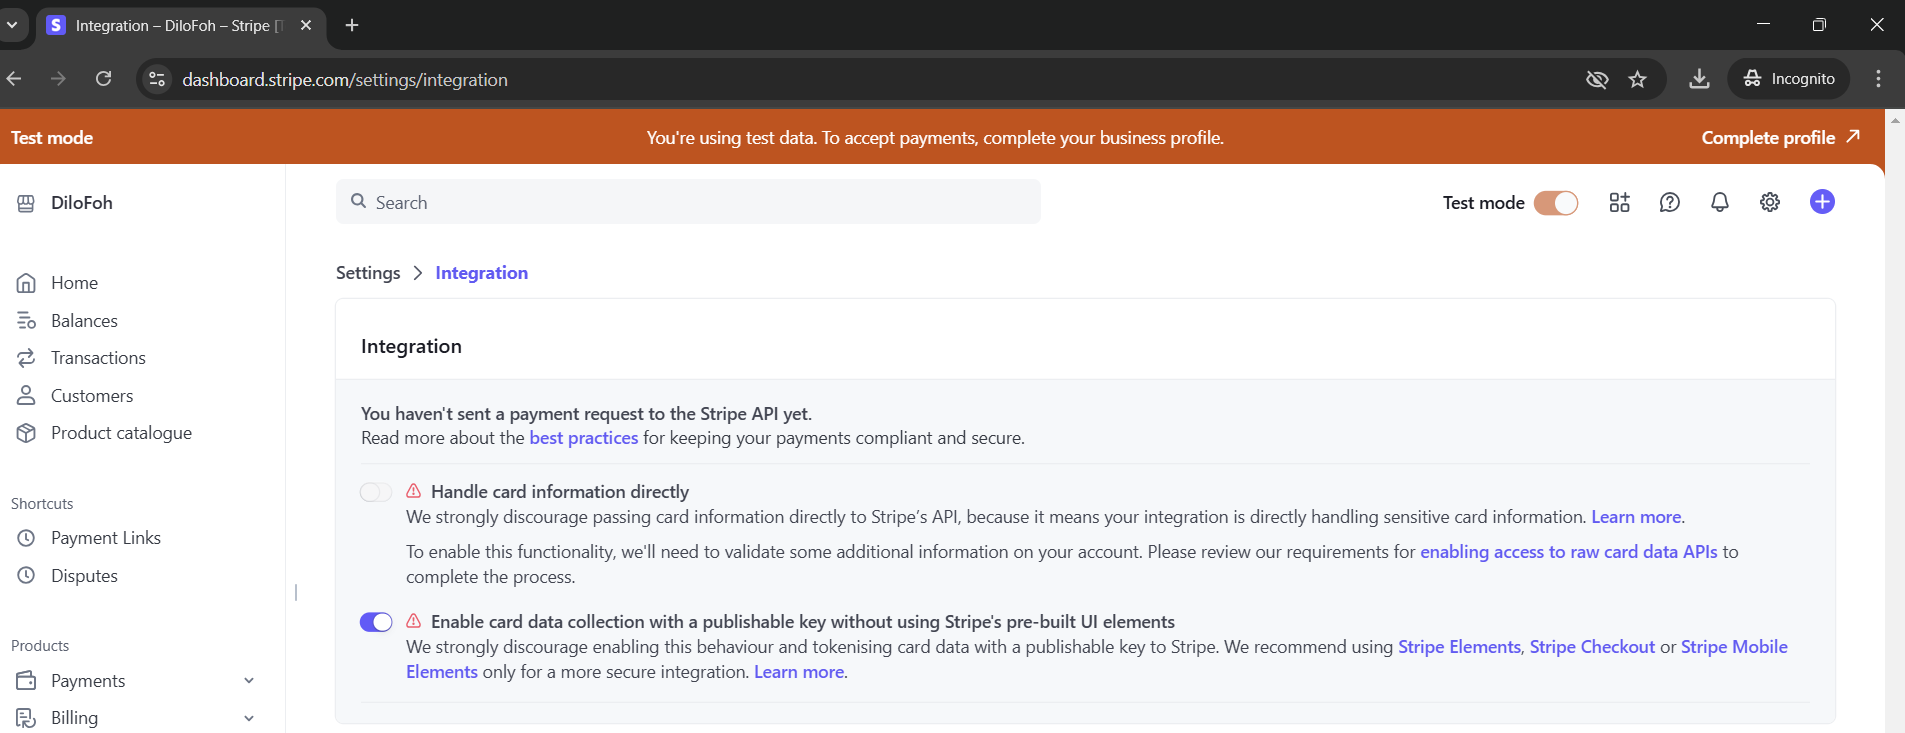 Integration – DiloFoh – Stripe [T
dashboard.stripe.com/settings/integration
Incognito
Test mode
You're using test data. To accept payments, complete your business profile.
Complete profile
DiloFoh
Search
Test mode
Settings > Integration
Home
Balances
Transactions
Customers
Product catalogue
Shortcuts
Payment Links
Disputes
Products
Payments
Billing
Integration
You haven't sent a payment request to the Stripe API yet.
Read more about the best practices for keeping your payments compliant and secure.
Handle card information directly
We strongly discourage passing card information directly to Stripe’s API, because it means your integration is directly handling sensitive card information. Learn more.
To enable this functionality, we'll need to validate some additional information on your account. Please review our requirements for enabling access to raw card data APIs to
complete the process.
Enable card data collection with a publishable key without using Stripe's pre-built UI elements
We strongly discourage enabling this behaviour and tokenising card data with a publishable key to Stripe. We recommend using Stripe Elements, Stripe Checkout or Stripe Mobile
Elements only for a more secure integration. Learn more.